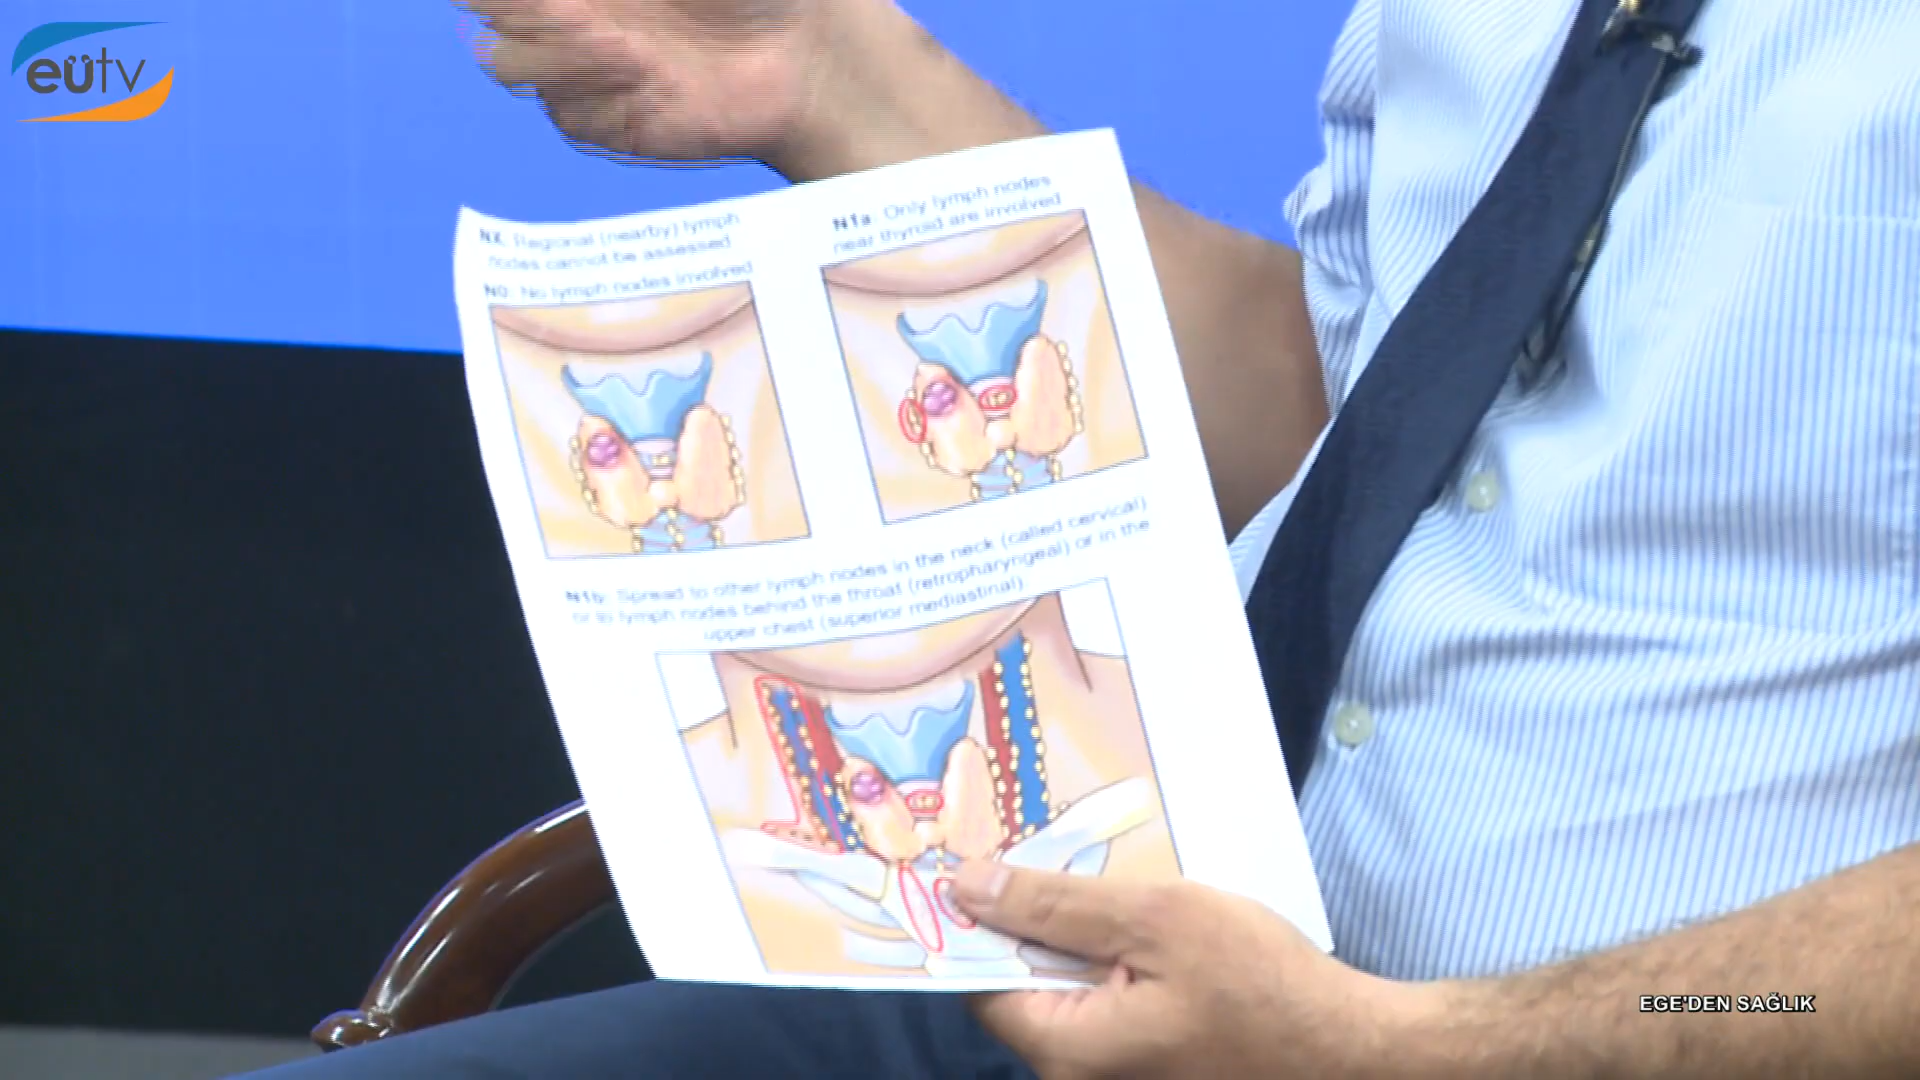 eütv
NX: Regional (nearby) lymph
nodes cannot be assessed
N0: No lymph nodes involved
N1a: Only lymph nodes
near thyroid are involved
N1b: Spread to other lymph nodes in the neck (called cervical)
or to lymph nodes behind the throat (retropharyngeal) or in the
upper chest (superior mediastinal)
EGE'DEN SAĞLIK